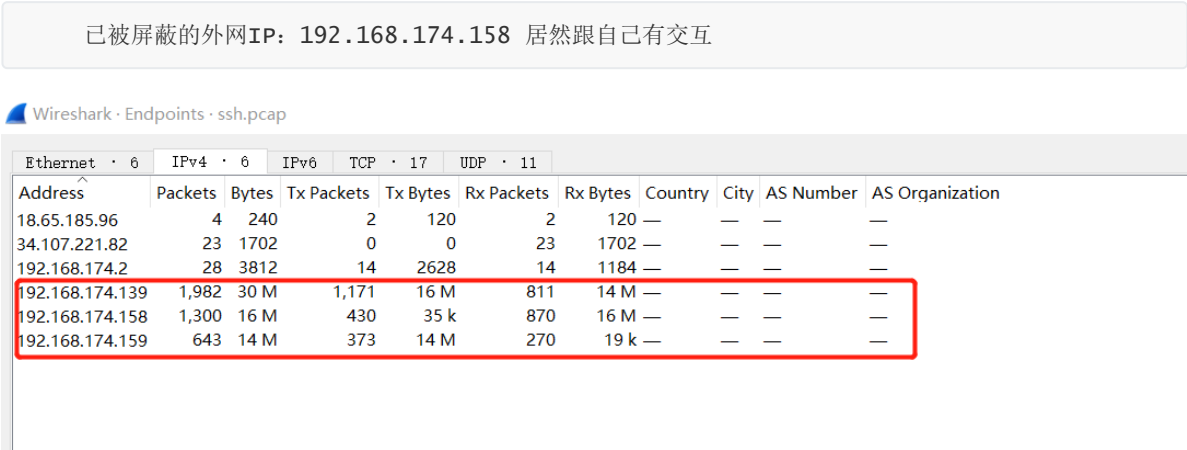 已被屏蔽的外网IP：192.168.174.158 居然跟自己有交互
Wireshark · Endpoints · ssh.pcap
Ethernet · 6 IPv4 · 6 IPv6 TCP · 17 UDP · 11
Address Packets Bytes Tx Packets Tx Bytes Rx Packets Rx Bytes Country City AS Number AS Organization
18.65.185.96 4 240 2 120 2 120 — — — —
34.107.221.82 23 1702 0 0 23 1702 — — — —
192.168.174.2 28 3812 14 2628 14 1184 — — — —
192.168.174.139 1,982 30 M 1,171 16 M 811 14 M — — — —
192.168.174.158 1,300 16 M 430 35 k 870 16 M — — — —
192.168.174.159 643 14 M 373 14 M 270 19 k — — — —